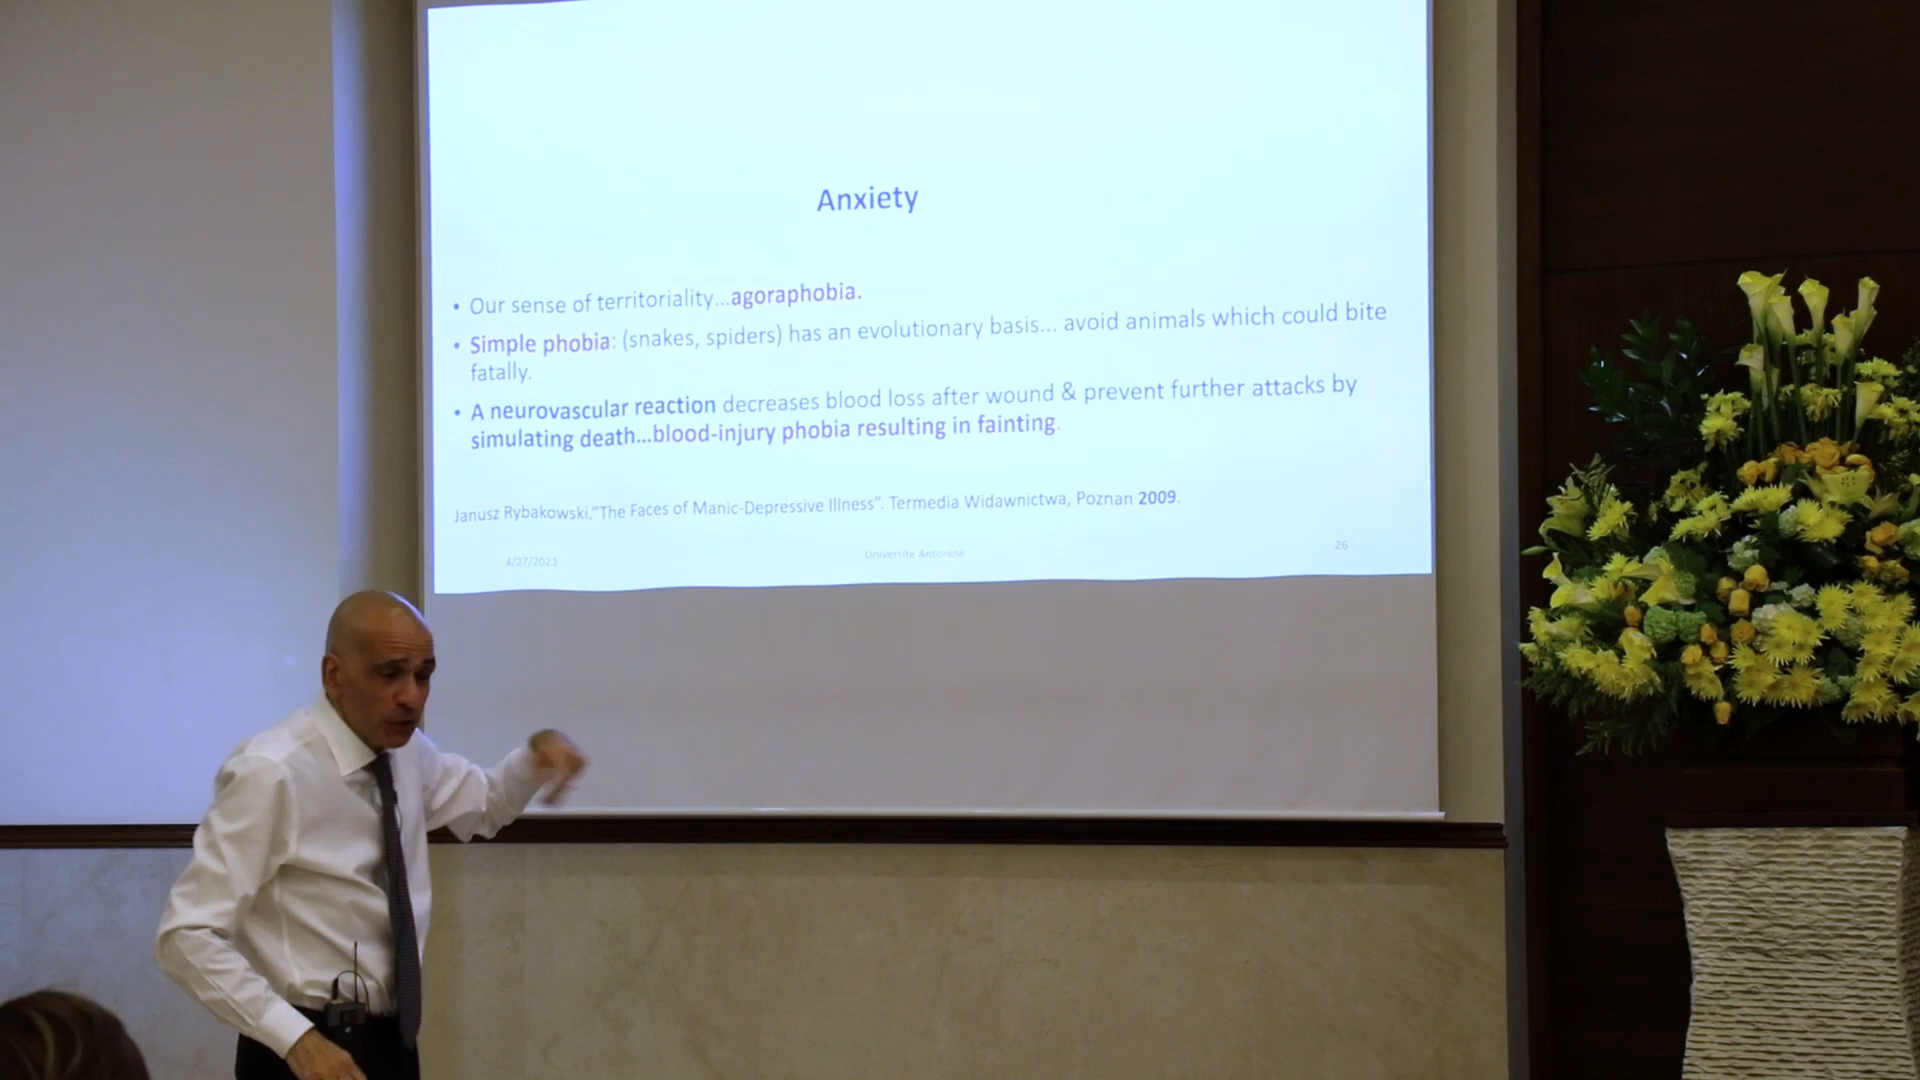 Anxiety
• Our sense of territoriality...agoraphobia.
• Simple phobia: (snakes, spiders) has an evolutionary basis... avoid animals which could bite
fatally.
• A neurovascular reaction decreases blood loss after wound & prevent further attacks by
simulating death...blood-injury phobia resulting in fainting.
Janusz Rybakowski."The Faces of Manic-Depressive Illness". Termedia Widawnictwa, Poznan 2009.
4/27/2023
Universite Antonine
26